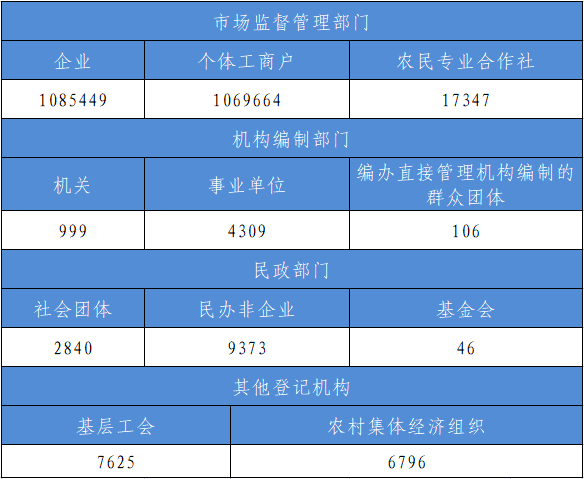 市场监督管理部门
企业 个体工商户 农民专业合作社
1085449 1069664 17347
机构编制部门
机关 事业单位 编办直接管理机构编制的
群众团体
999 4309 106
民政部门
社会团体 民办非企业 基金会
2840 9373 46
其他登记机构
基层工会 农村集体经济组织
7625 6796